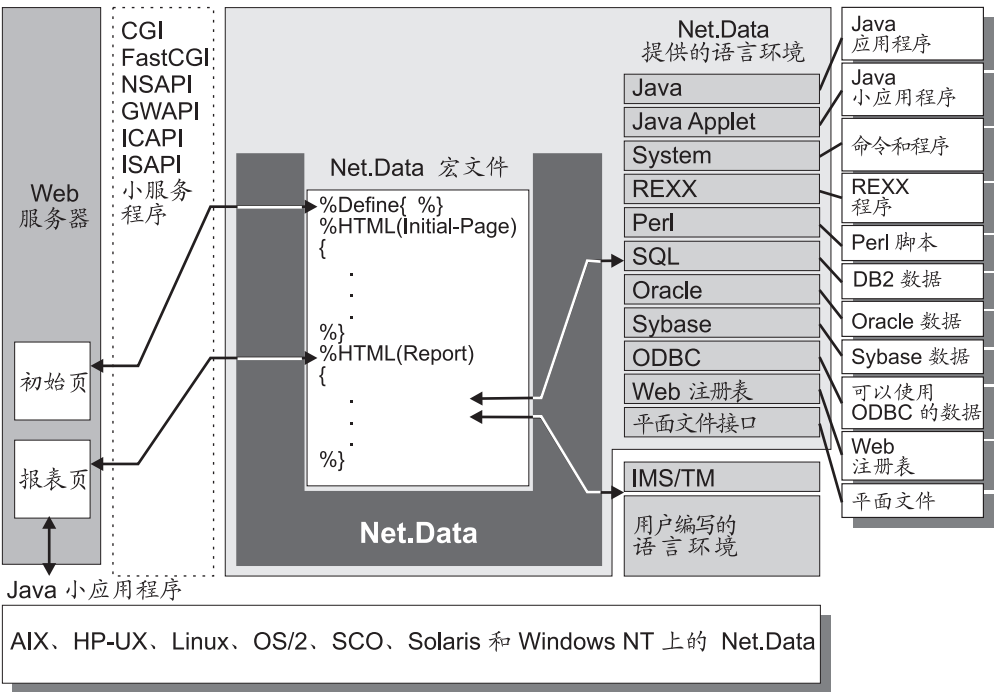 Web
服务器
初始页
报表页
Java 小应用程序
CGI
FastCGI
NSAPI
GWAPI
ICAPI
ISAPI
小服务
程序
Net.Data 宏文件
%Define{ %}
%HTML(Initial-Page)
{
.
.
.
%}
%HTML(Report)
{
.
.
.
%}
Net.Data
Net.Data
提供的语言环境
Java
Java Applet
System
REXX
Perl
SQL
Oracle
Sybase
ODBC
Web 注册表
平面文件接口
IMS/TM
用户编写的
语言环境
Java
应用程序
Java
小应用程序
命令和程序
REXX
程序
Perl 脚本
DB2 数据
Oracle 数据
Sybase 数据
可以使用
ODBC 的数据
Web
注册表
平面文件
AIX、HP-UX、Linux、OS/2、SCO、Solaris 和 Windows NT 上的 Net.Data